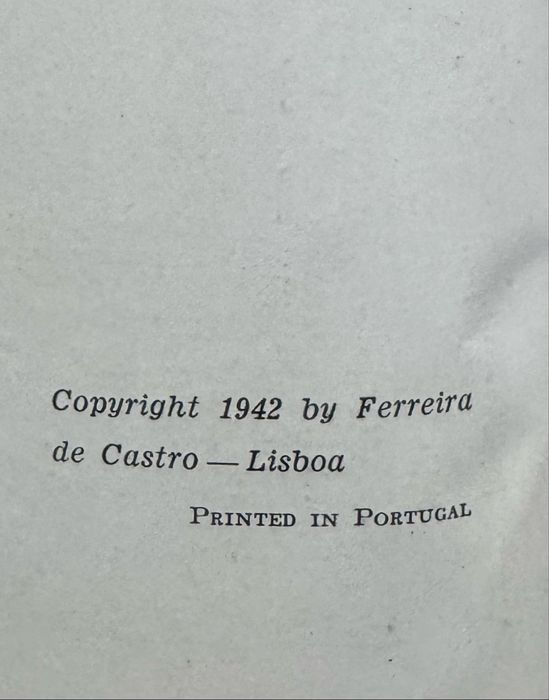 Copyright 1942 by Ferreira
de Castro — Lisboa
PRINTED IN PORTUGAL